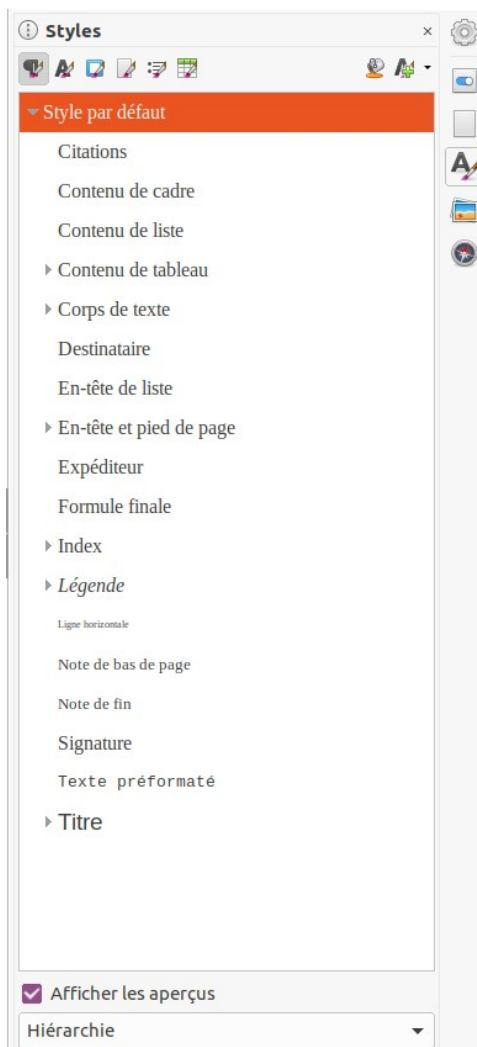 Styles
Style par défaut
Citations
Contenu de cadre
Contenu de liste
Contenu de tableau
Corps de texte
Destinataire
En-tête de liste
En-tête et pied de page
Expéditeur
Formule finale
Index
Légende
Ligne horizontale
Note de bas de page
Note de fin
Signature
Texte préformaté
Titre
Afficher les aperçus
Hiérarchie